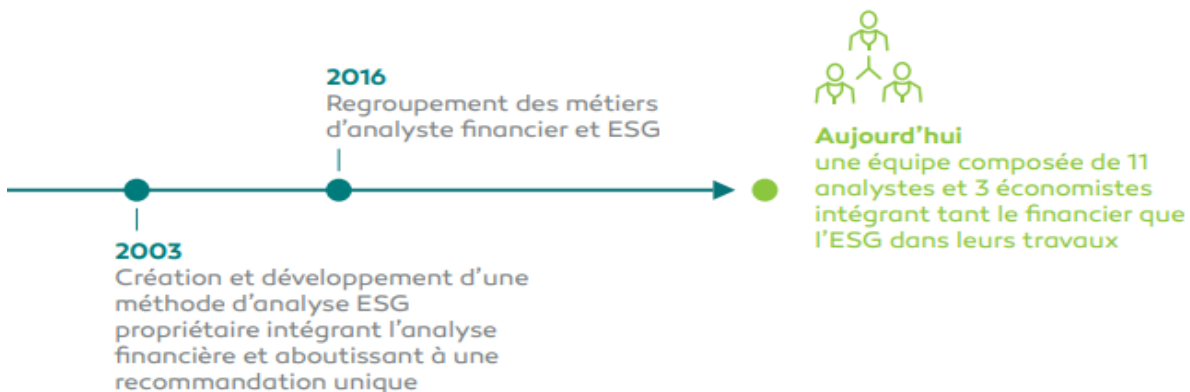 2003
Création et développement d’une
méthode d’analyse ESG
propriétaire intégrant l’analyse
financière et aboutissant à une
recommandation unique
2016
Regroupement des métiers
d’analyste financier et ESG
Aujourd’hui
une équipe composée de 11
analystes et 3 économistes
intégrant tant le financier que
l’ESG dans leurs travaux